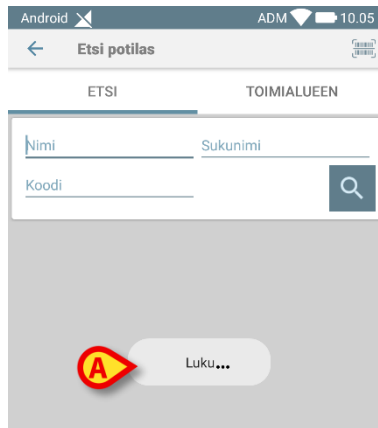 Android ADM 10.05
Etsi potilas
ETSI TOIMIALUEEN
Nimi Sukunimi
Koodi
A Luku...